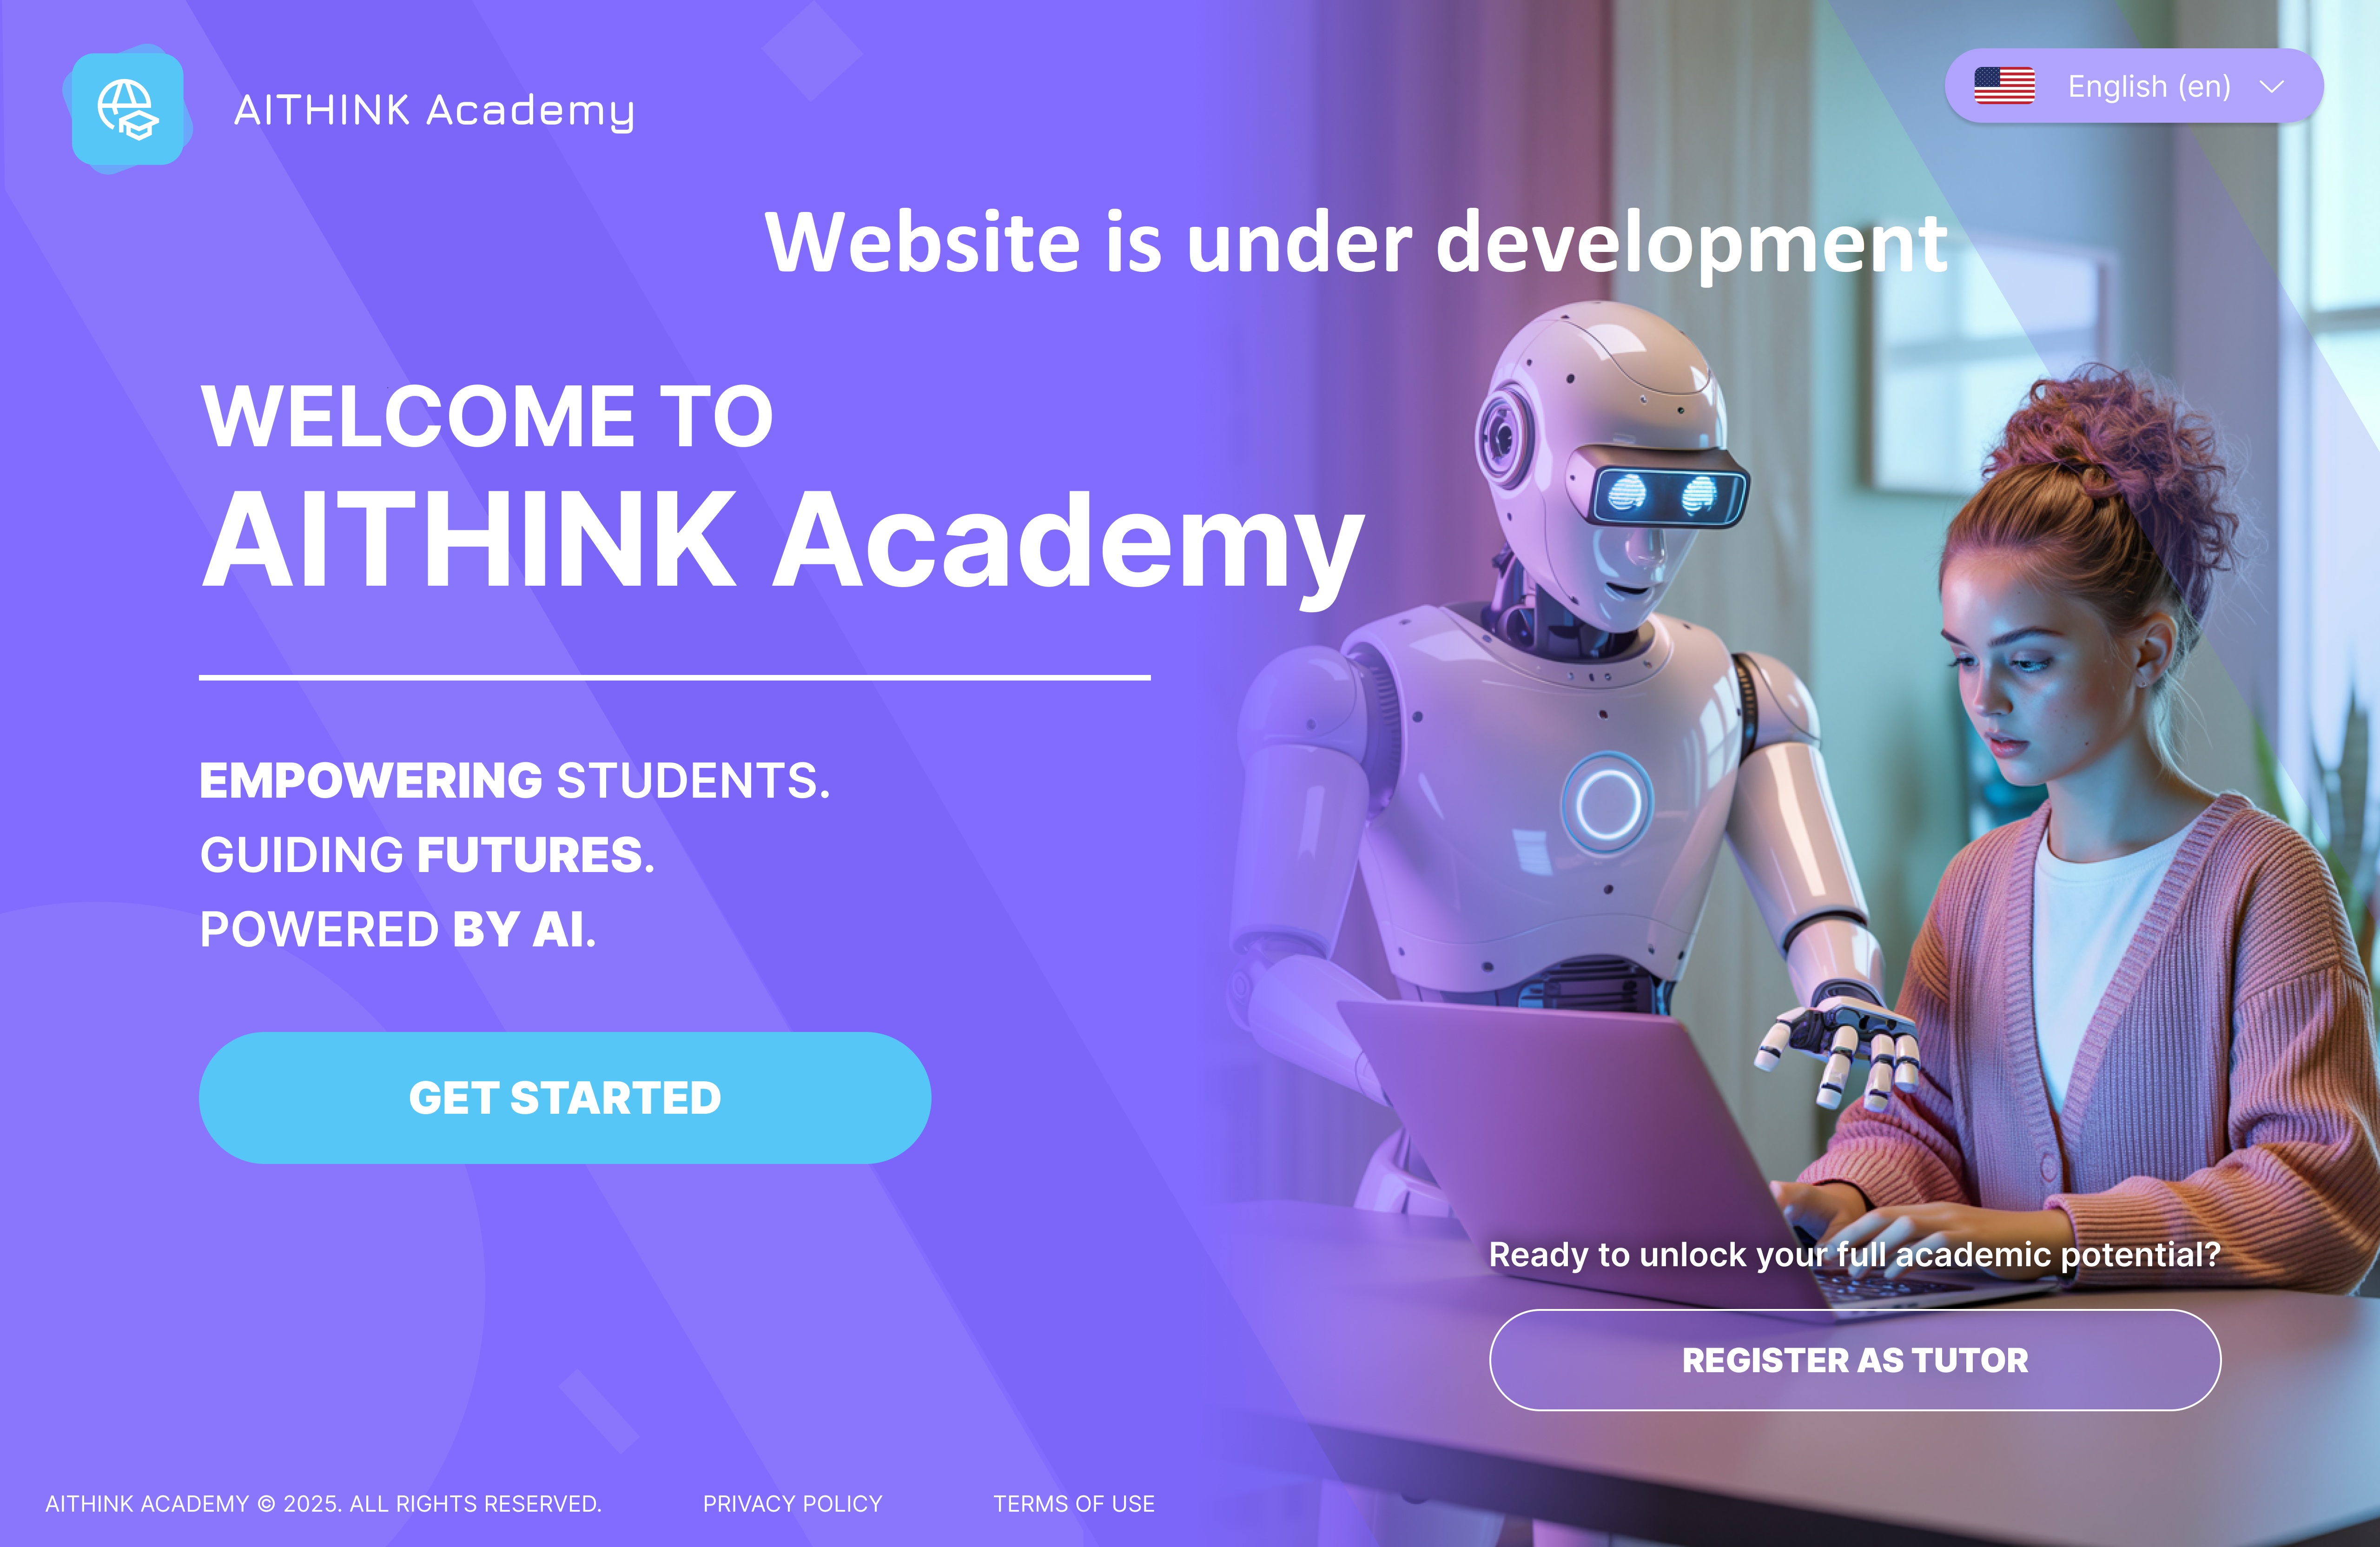 AITHINK Academy
English (en)
Website is under development
WELCOME TO
AITHINK Academy
EMPOWERING STUDENTS.
GUIDING FUTURES.
POWERED BY AI.
GET STARTED
Ready to unlock your full academic potential?
REGISTER AS TUTOR
AITHINK ACADEMY © 2025. ALL RIGHTS RESERVED.
PRIVACY POLICY
TERMS OF USE